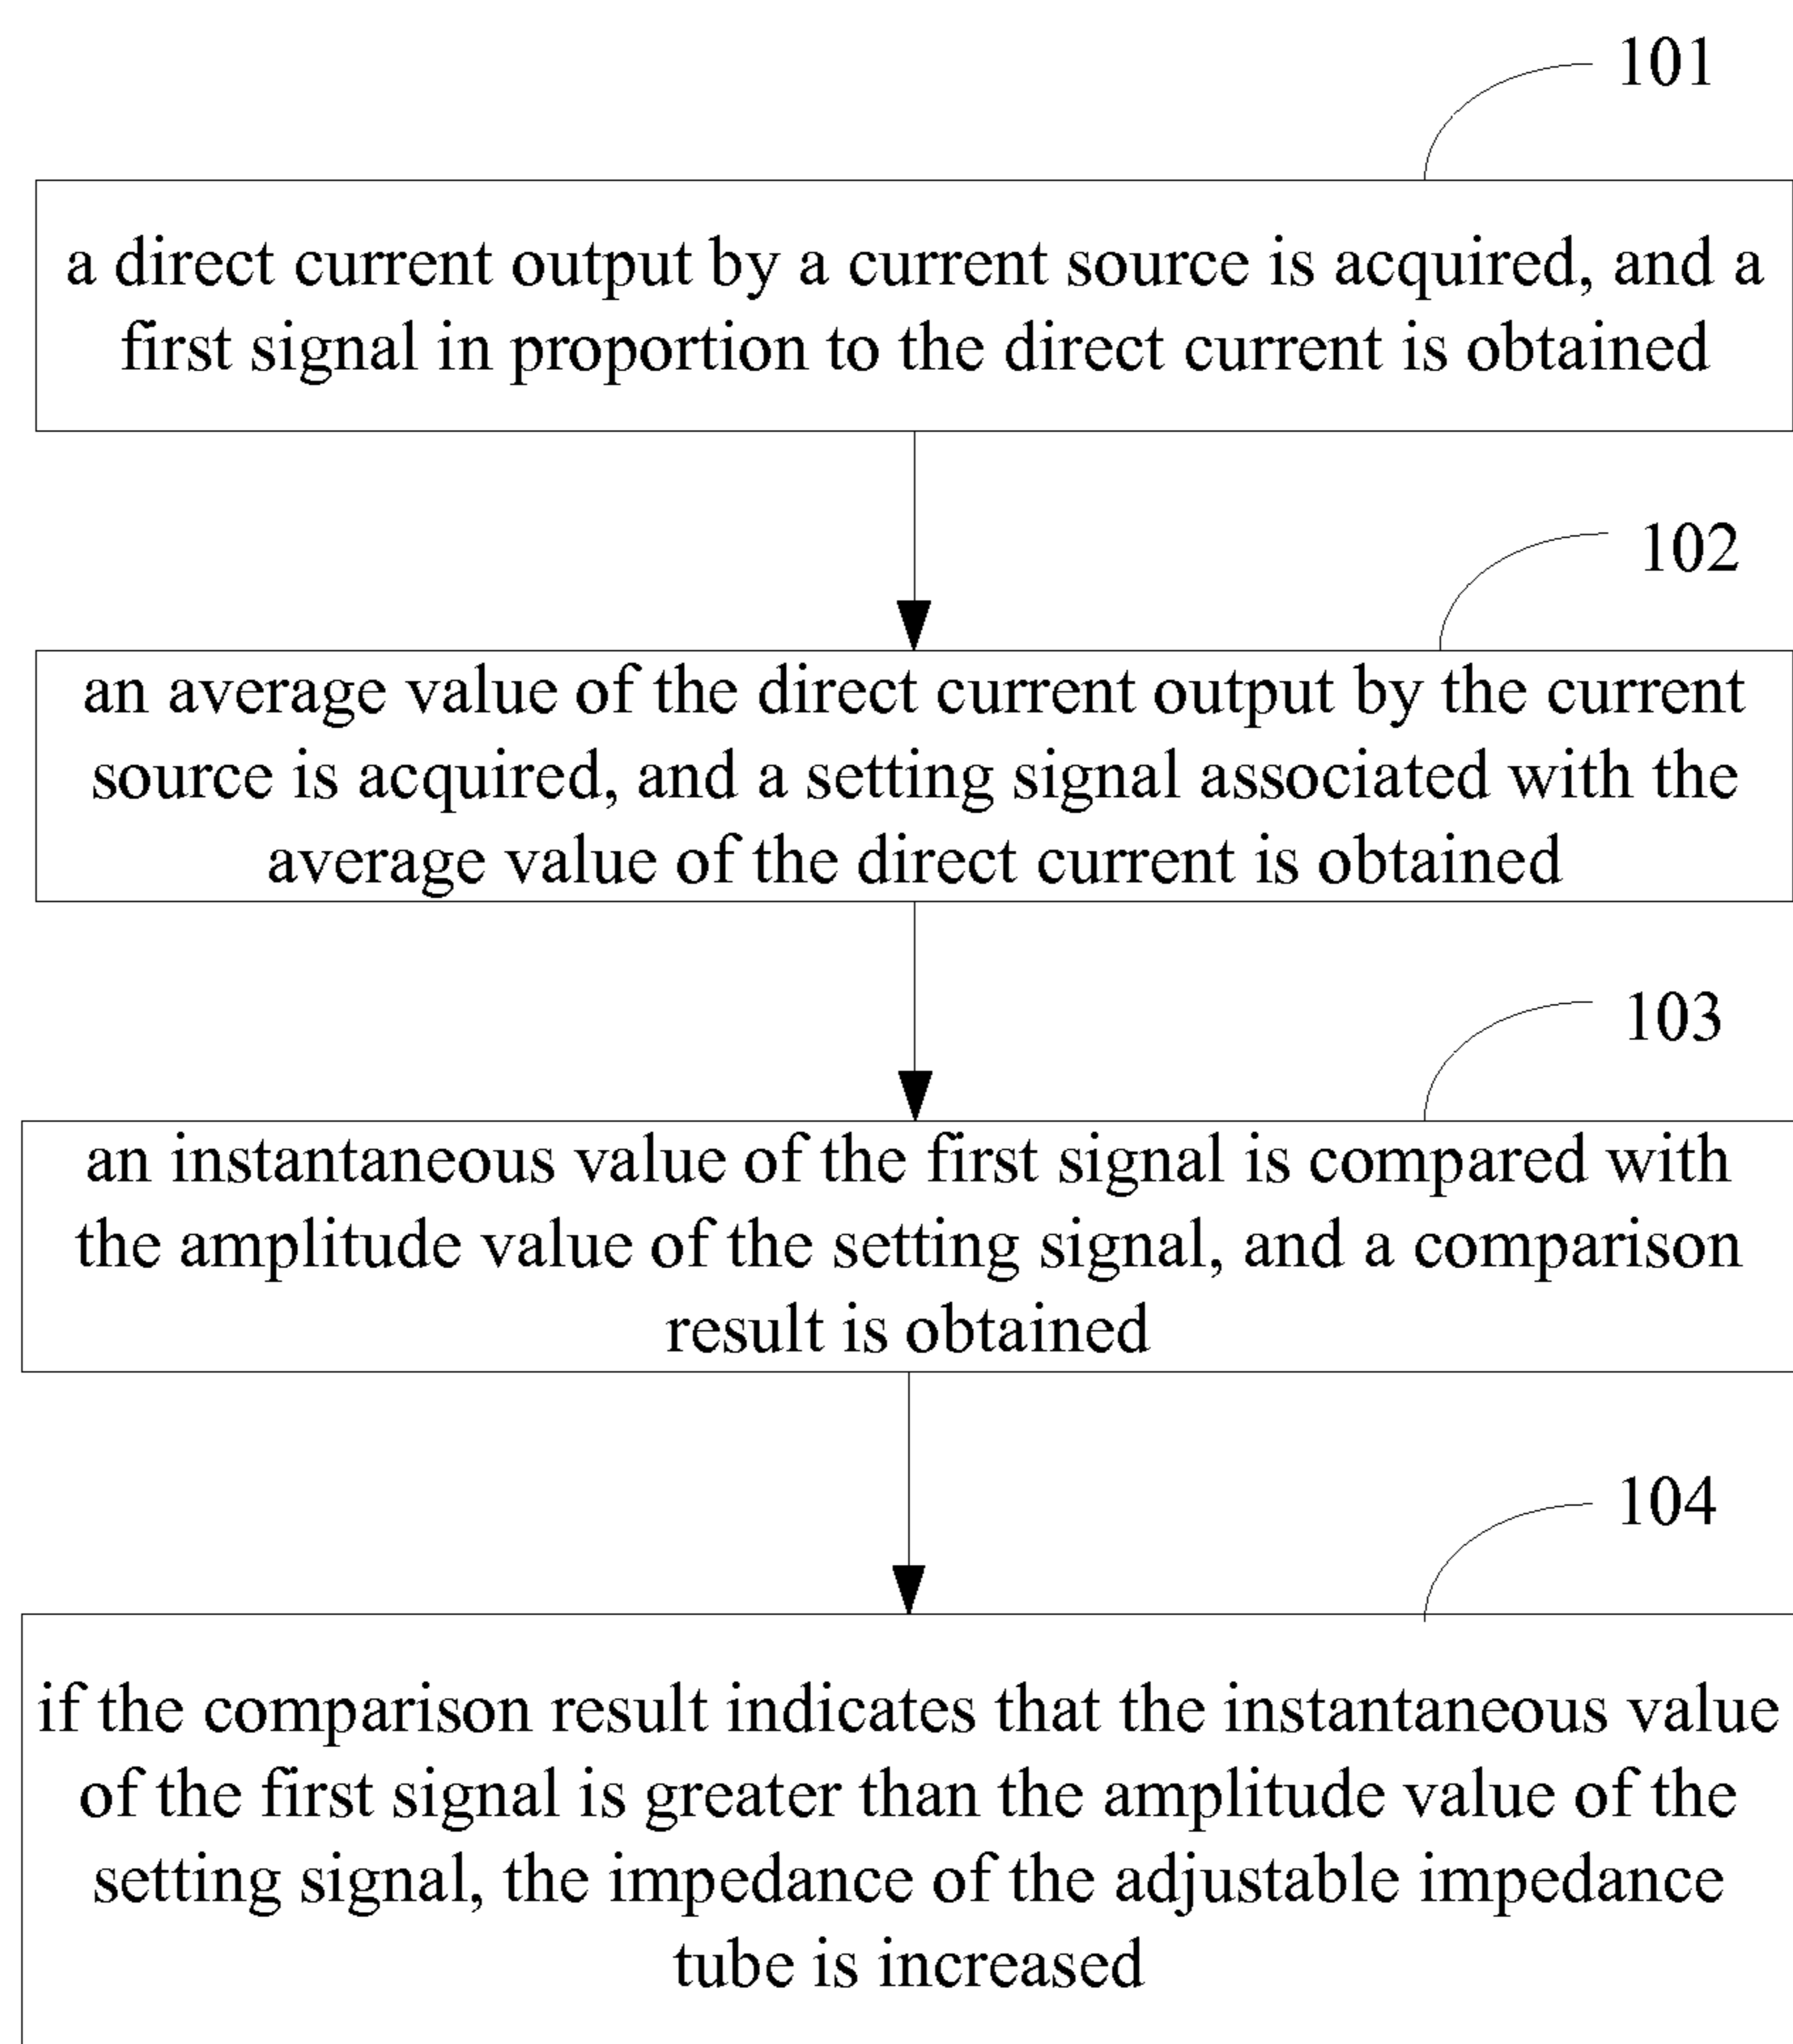 101
a direct current output by a current source is acquired, and a
first signal in proportion to the direct current is obtained
102
an average value of the direct current output by the current
source is acquired, and a setting signal associated with the
average value of the direct current is obtained
103
an instantaneous value of the first signal is compared with
the amplitude value of the setting signal, and a comparison
result is obtained
104
if the comparison result indicates that the instantaneous value
of the first signal is greater than the amplitude value of the
setting signal, the impedance of the adjustable impedance
tube is increased